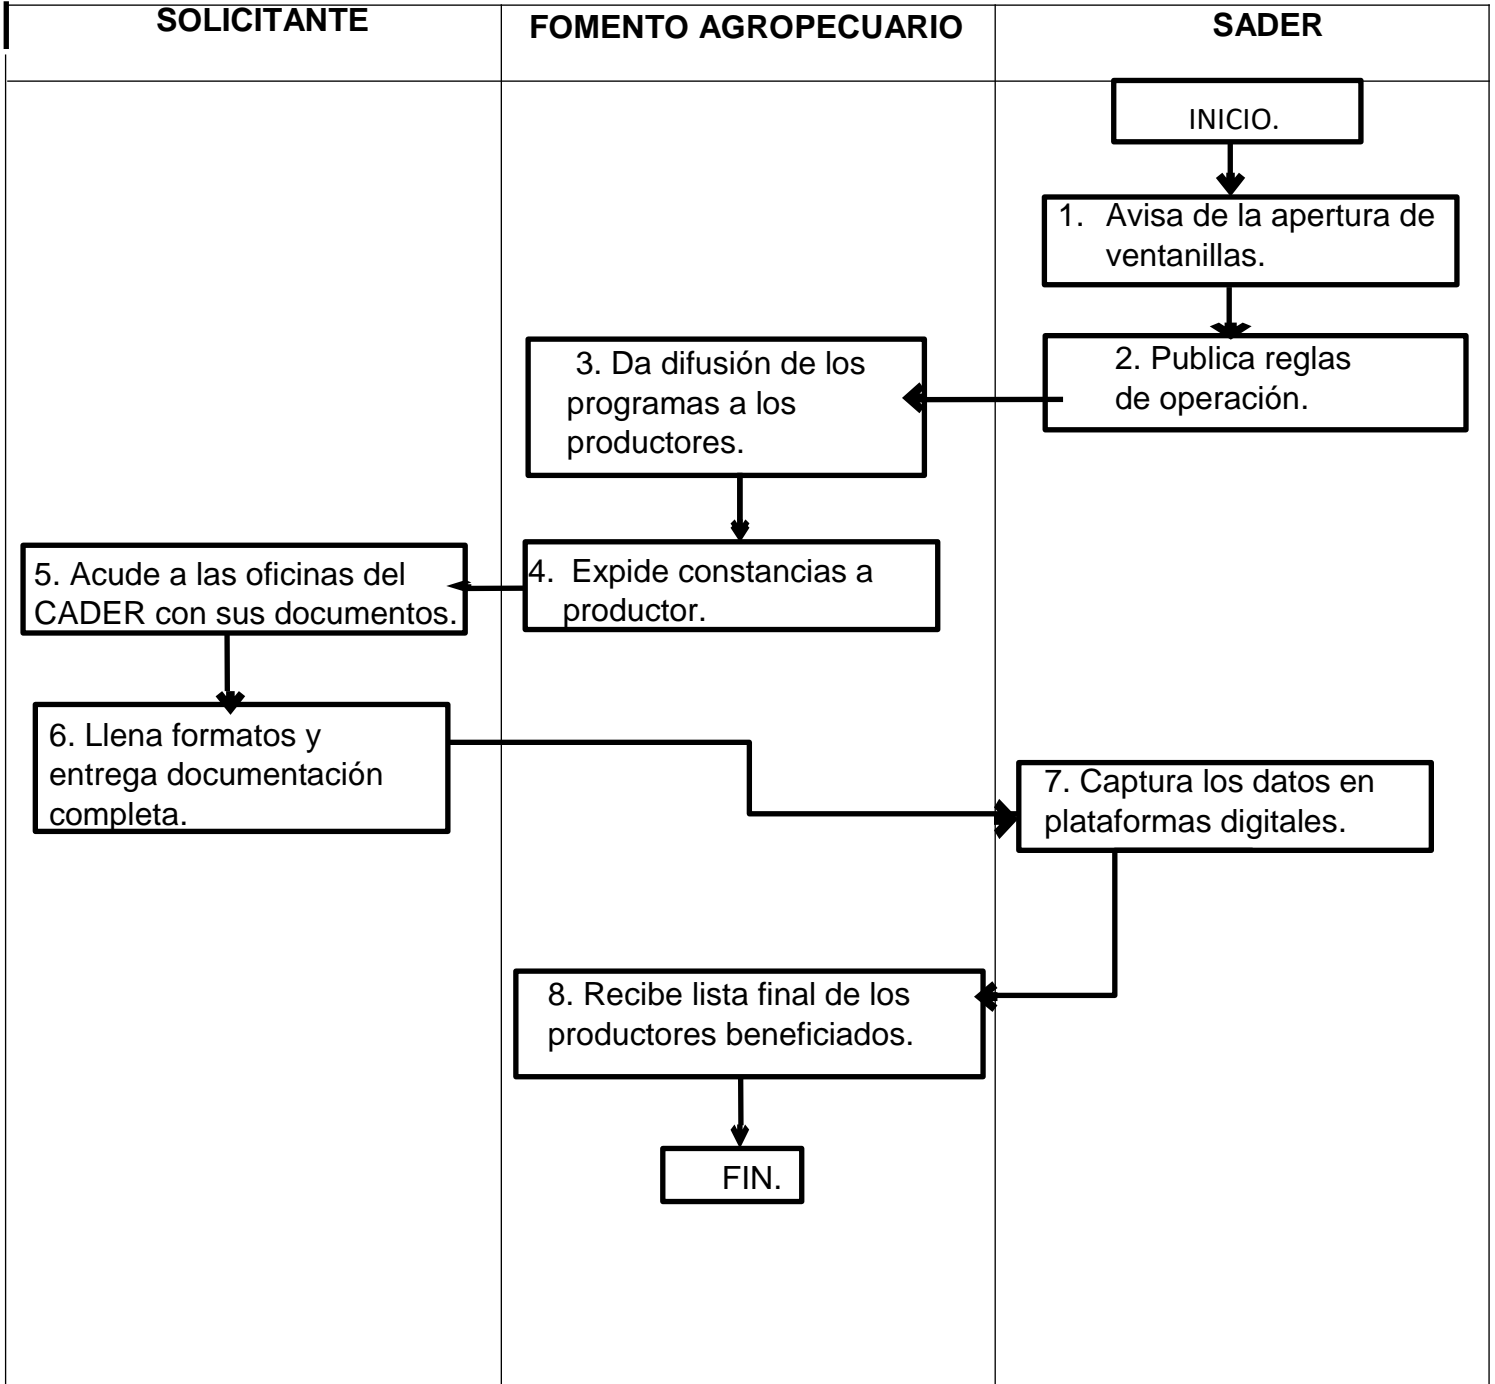 SOLICITANTE
FOMENTO AGROPECUARIO
SADER
INICIO.
1. Avisa de la apertura de
ventanillas.
2. Publica reglas
de operación.
3. Da difusión de los
programas a los
productores.
4. Expide constancias a
productor.
5. Acude a las oficinas del
CADER con sus documentos.
6. Llena formatos y
entrega documentación
completa.
7. Captura los datos en
plataformas digitales.
8. Recibe lista final de los
productores beneficiados.
FIN.